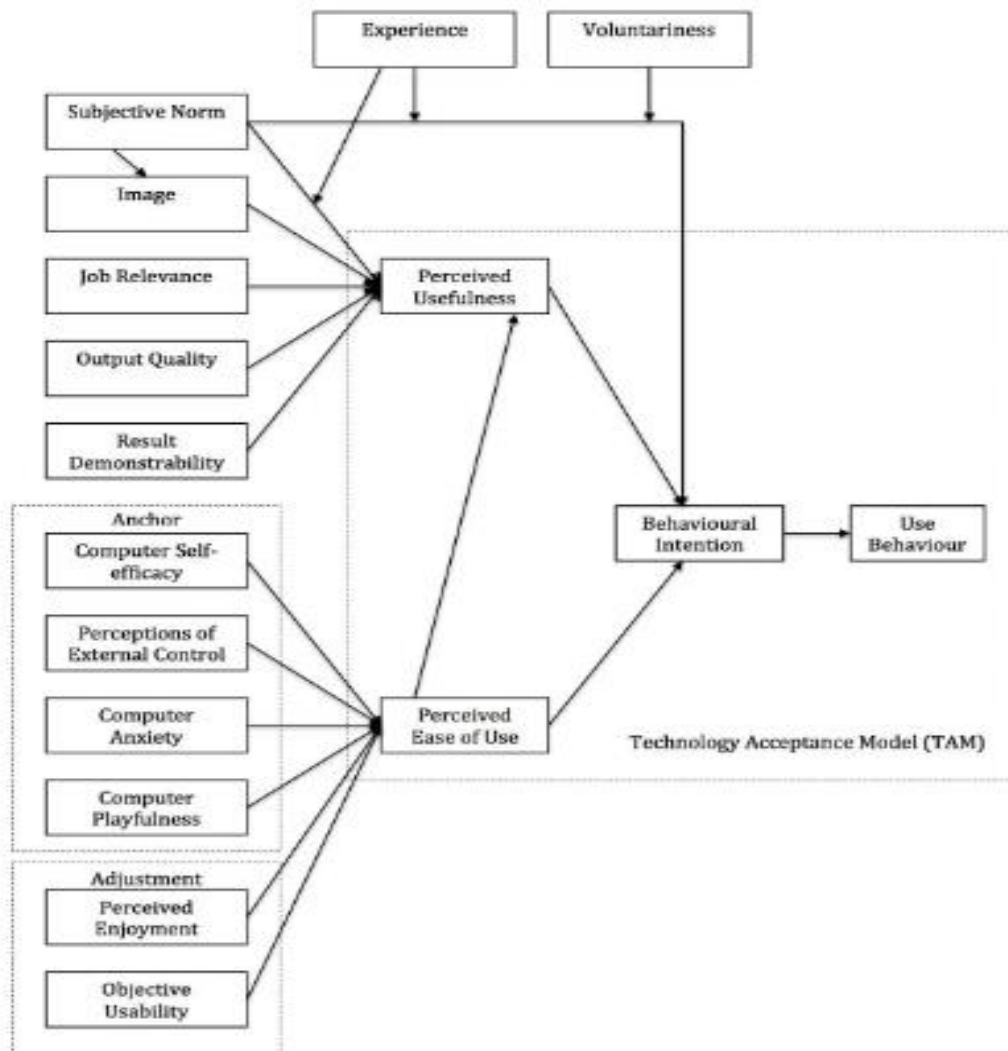 Experience
Voluntariness
Subjective Norm
Image
Job Relevance
Output Quality
Result
Demonstrability
Perceived
Usefulness
Anchor
Computer Self-
efficacy
Perceptions of
External Control
Computer
Anxiety
Computer
Playfulness
Perceived
Ease of Use
Behavioural
Intention
Use
Behaviour
Technology Acceptance Model (TAM)
Adjustment
Perceived
Enjoyment
Objective
Usability